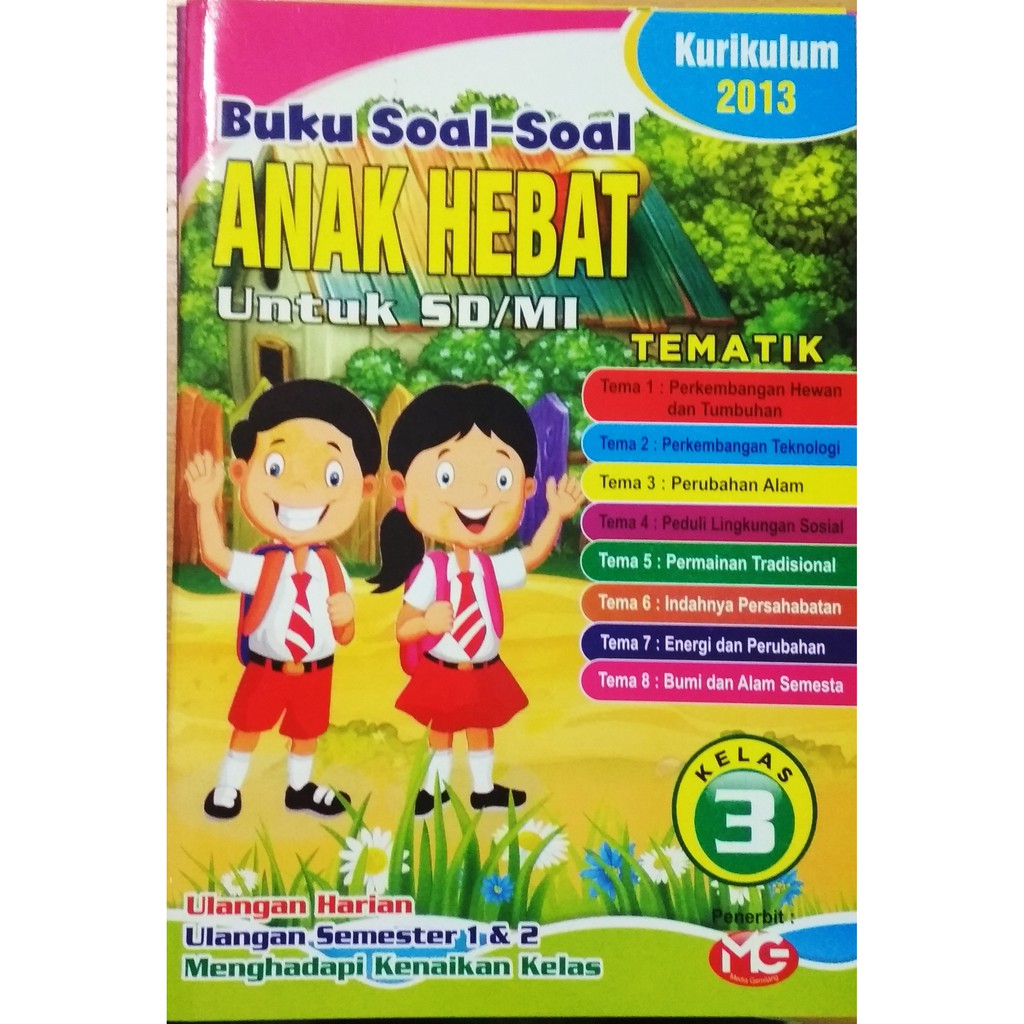 Kurikulum
2013
Buku Soal-Soal
ANAK HEBAT
Untuk SD/MI
TEMATIK
Tema 1 : Perkembangan Hewan
dan Tumbuhan
Tema 2 : Perkembangan Teknologi
Tema 3 : Perubahan Alam
Tema 4 : Peduli Lingkungan Sosial
Tema 5 : Permainan Tradisional
Tema 6 : Indahnya Persahabatan
Tema 7 : Energi dan Perubahan
Tema 8 : Bumi dan Alam Semesta
KELAS
3
Ulangan Harian
Ulangan Semester 1 & 2
Menghadapi Kenaikan Kelas
Penerbit :
MG
Media Gemilang